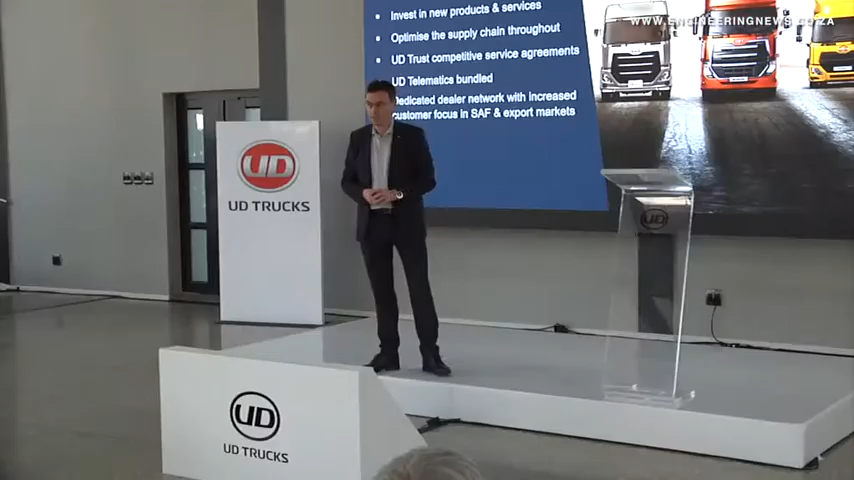 WWW.ENGINEERINGNEWS.CO.ZA
• Invest in new products & services
• Optimise the supply chain throughout
• UD Trust competitive service agreements
UD Telematics bundled
Dedicated dealer network with increased
customer focus in SAF & export markets
UD
UD TRUCKS
UD
UD
UD TRUCKS